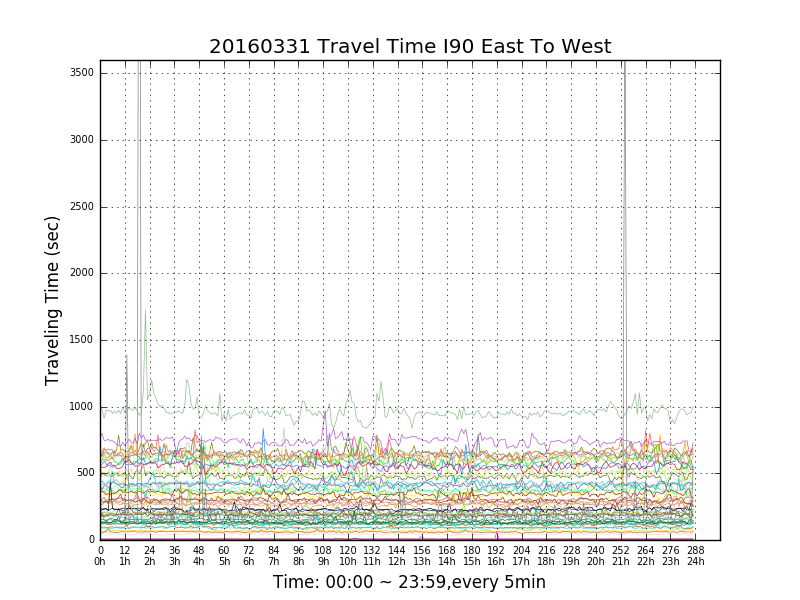 20160331 Travel Time I90 East To West
Traveling Time (sec)
3500
3000
2500
2000
1500
1000
500
0
0 12 24 36 48 60 72 84 96 108 120 132 144 156 168 180 192 204 216 228 240 252 264 276 288
0h 1h 2h 3h 4h 5h 6h 7h 8h 9h 10h 11h 12h 13h 14h 15h 16h 17h 18h 19h 20h 21h 22h 23h 24h
Time: 00:00 ~ 23:59,every 5min